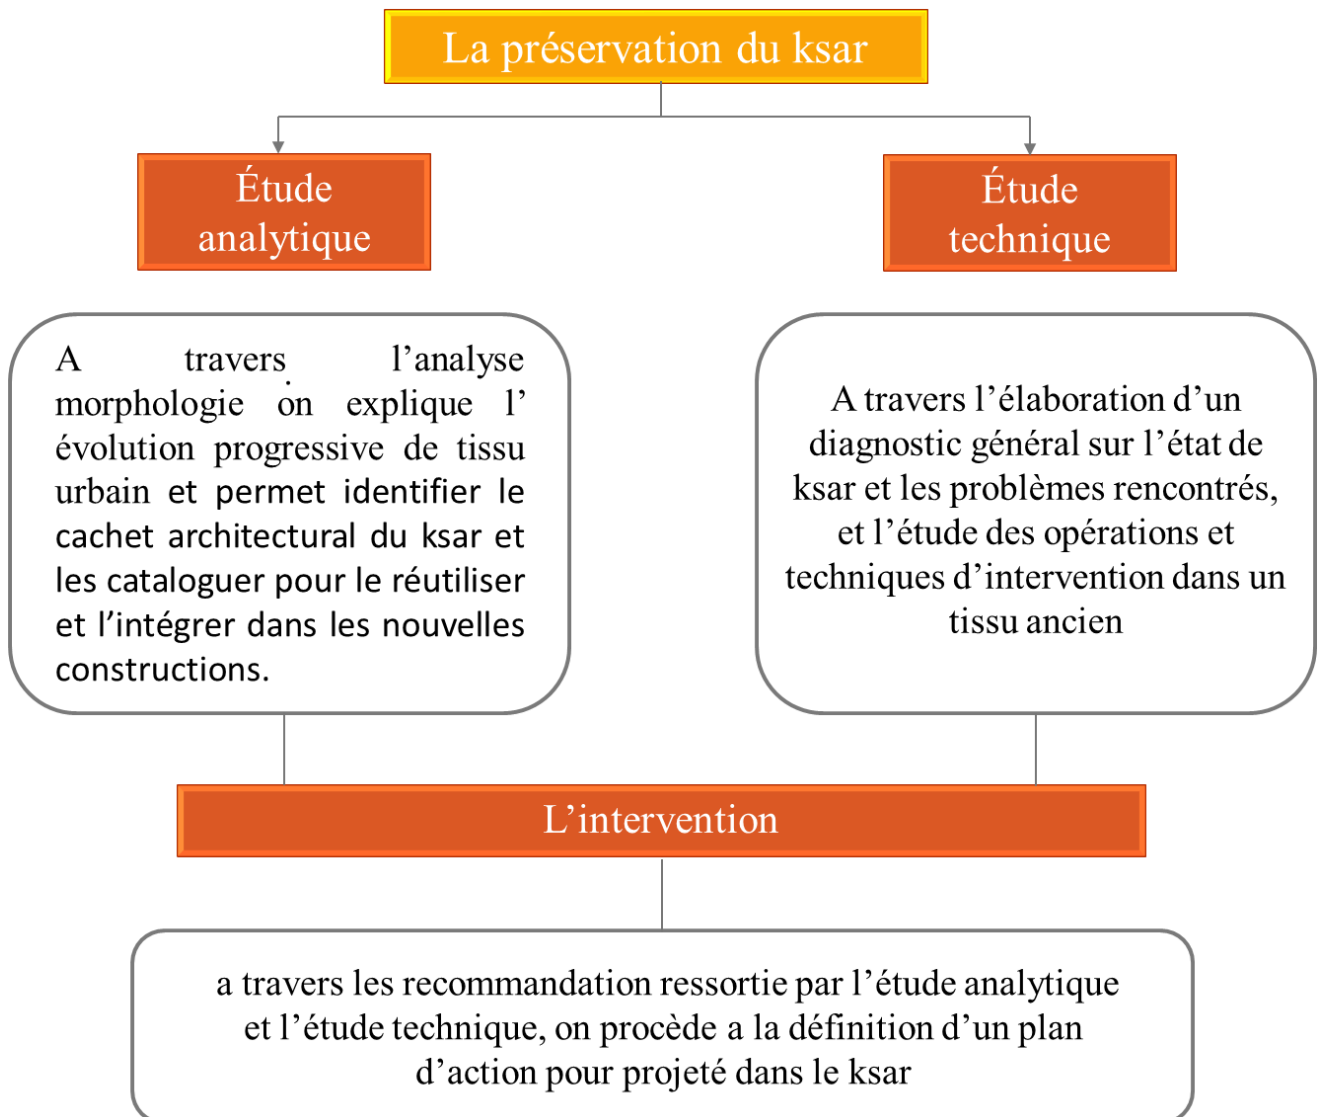 La préservation du ksar
Étude
analytique
Étude
technique
A travers l’analyse
morphologie on explique l’
évolution progressive de tissu
urbain et permet identifier le
cachet architectural du ksar et
les cataloguer pour le réutiliser
et l’intégrer dans les nouvelles
constructions.
A travers l’élaboration d’un
diagnostic général sur l’état de
ksar et les problèmes rencontrés,
et l’étude des opérations et
techniques d’intervention dans un
tissu ancien
L’intervention
a travers les recommandation ressortie par l’étude analytique
et l’étude technique, on procède a la définition d’un plan
d’action pour projeté dans le ksar